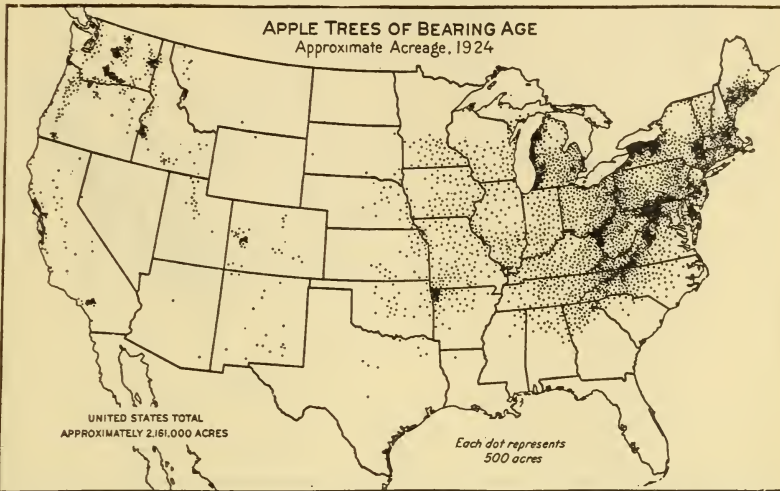 APPLE TREES OF BEARING AGE
Approximate Acreage, 1924
UNITED STATES TOTAL
APPROXIMATELY 2,161,000 ACRES
Each dot represents
500 acres